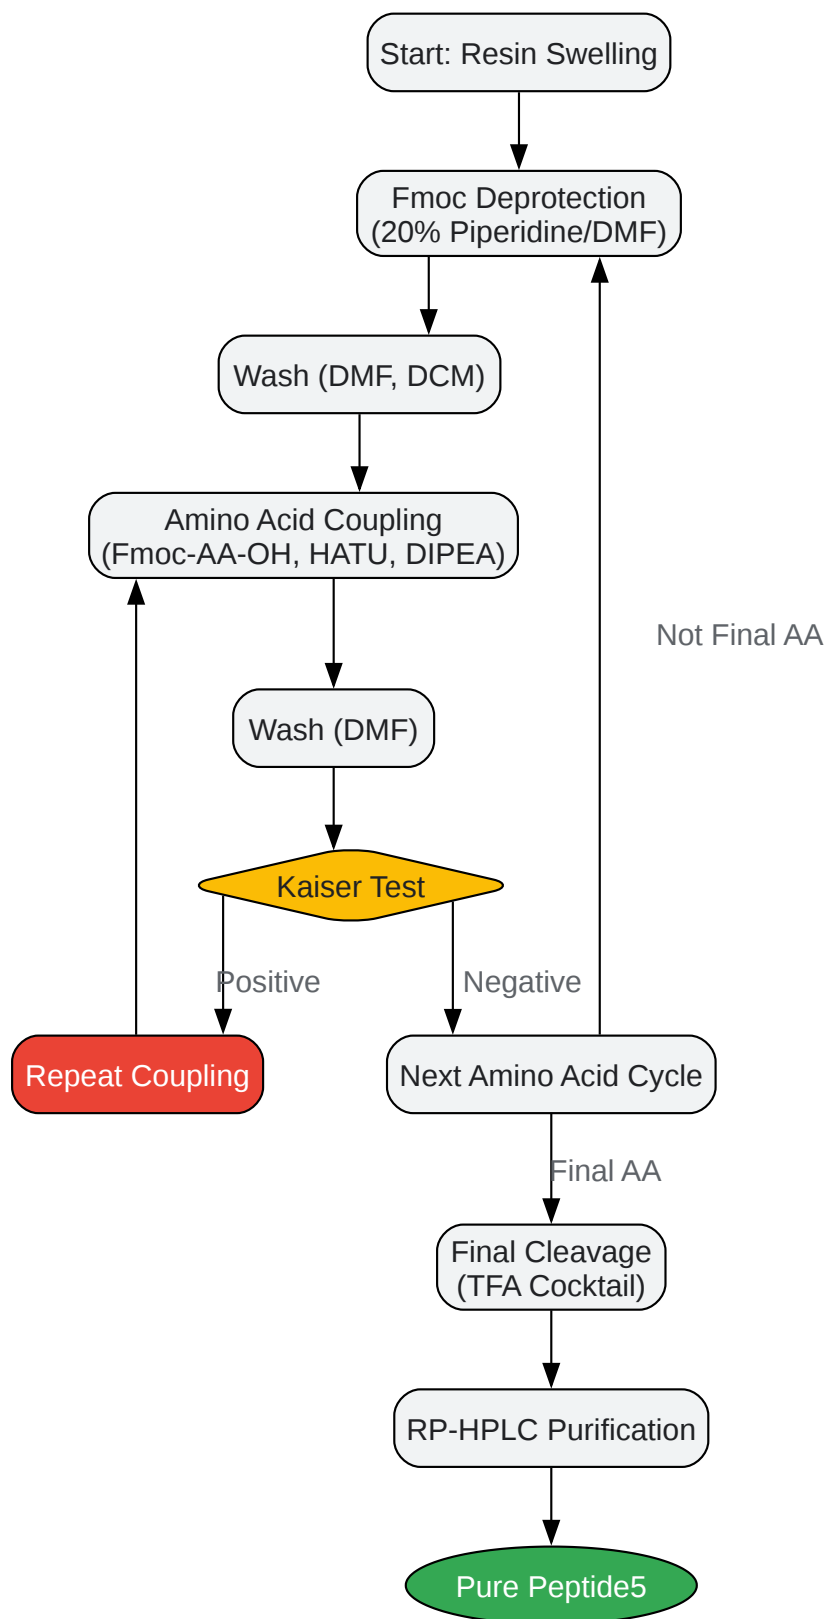 Start: Resin Swelling
Fmoc Deprotection
(20% Piperidine/DMF)
Wash (DMF, DCM)
Amino Acid Coupling
(Fmoc-AA-OH, HATU, DIPEA)
Not Final AA
Wash (DMF)
Kaiser Test
Positive
Negative
Repeat Coupling
Next Amino Acid Cycle
Final AA
Final Cleavage
(TFA Cocktail)
RP-HPLC Purification
Pure Peptide5